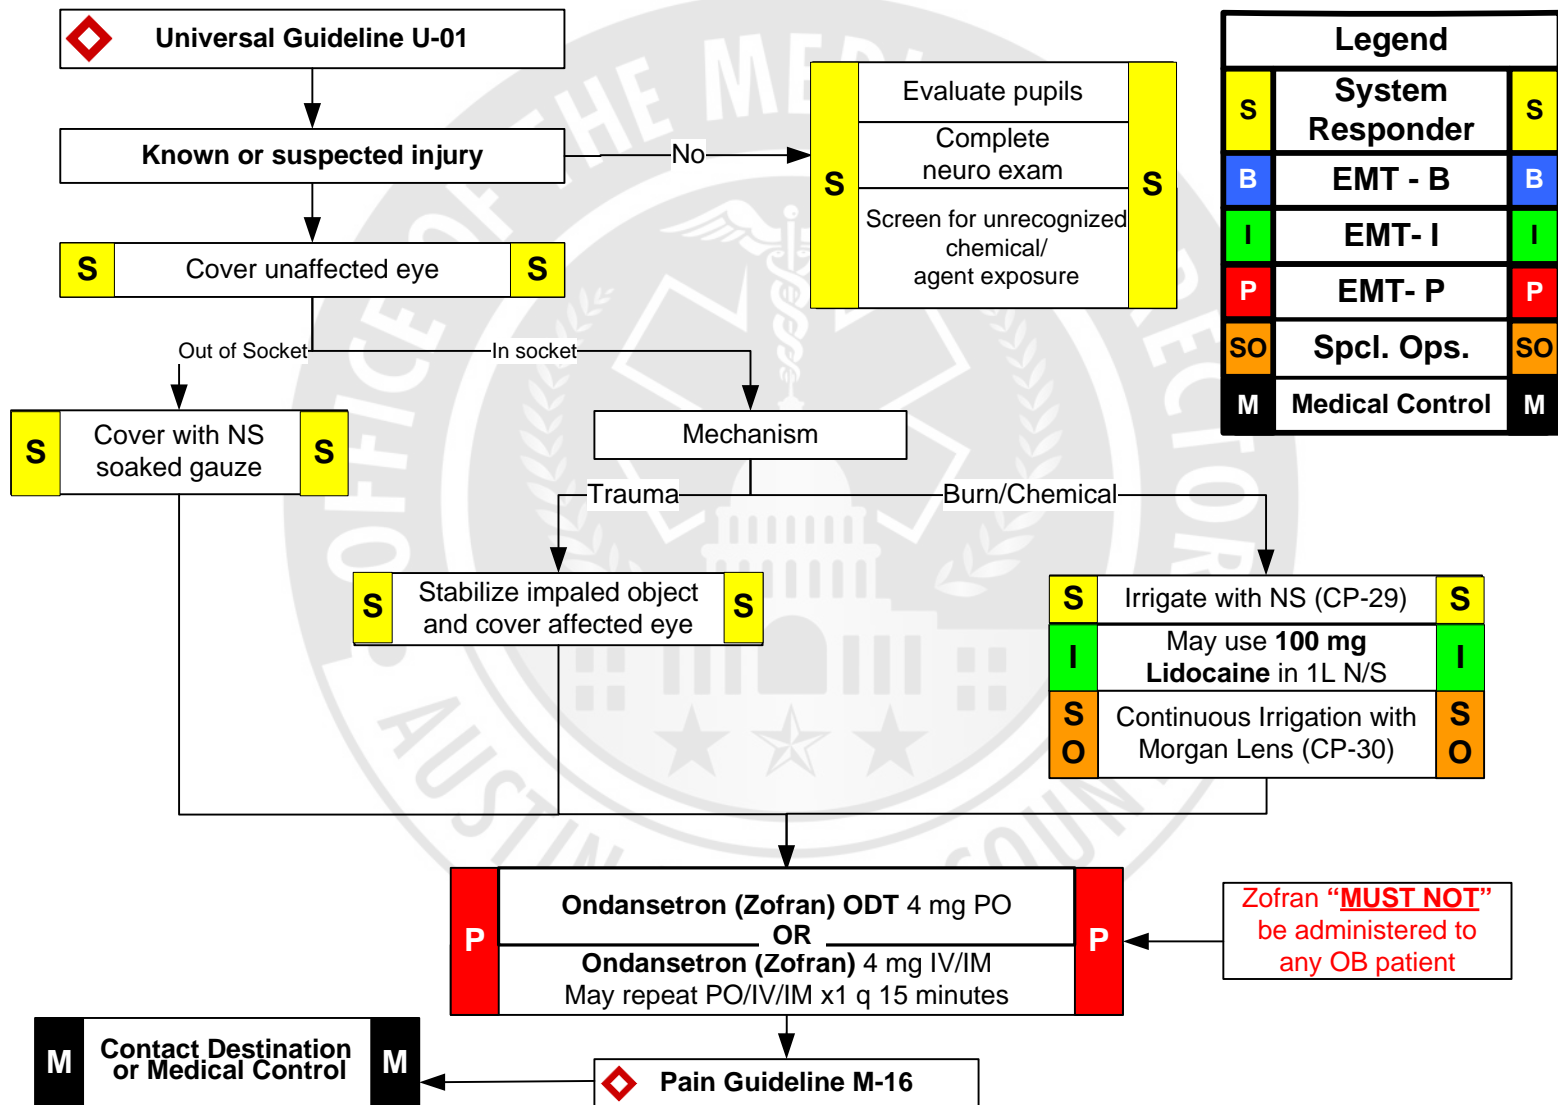 Universal Guideline U-01
Known or suspected injury
No
S
Evaluate pupils
Complete
neuro exam
Screen for unrecognized
chemical/
agent exposure
S
Legend
S
System
Responder
S
B
EMT - B
B
I
EMT- I
I
P
EMT- P
P
SO
Spcl. Ops.
SO
M
Medical Control
M
S
Cover unaffected eye
S
Out of Socket
In socket
S
Cover with NS
soaked gauze
S
Mechanism
Trauma
Burn/Chemical
S
Stabilize impaled object
and cover affected eye
S
S
Irrigate with NS (CP-29)
S
I
May use 100 mg
Lidocaine in 1L N/S
I
S
O
Continuous Irrigation with
Morgan Lens (CP-30)
S
O
P
Ondansetron (Zofran) ODT 4 mg PO
OR
Ondansetron (Zofran) 4 mg IV/IM
May repeat PO/IV/IM x1 q 15 minutes
P
Zofran “MUST NOT”
be administered to
any OB patient
M
Contact Destination
or Medical Control
M
Pain Guideline M-16
OFFICE OF THE
AUSTIN